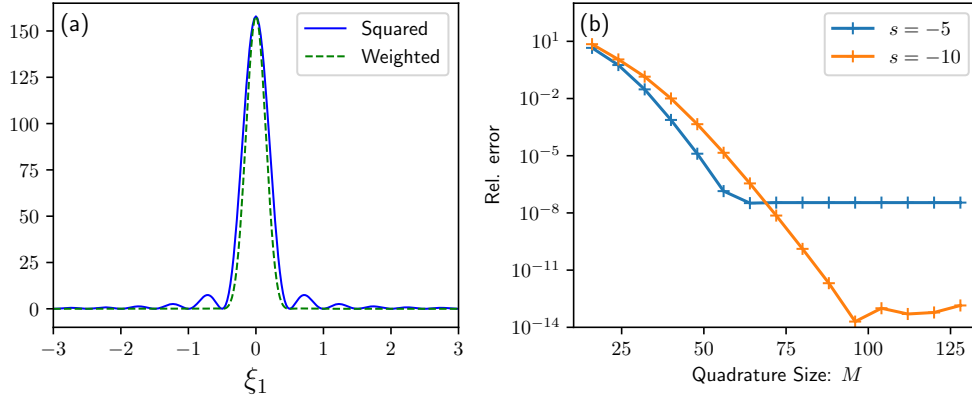 (a)
Squared
Weighted
150
125
100
75
50
25
0
−3
−2
−1
0
1
2
3
ξ₁
(b)
s = −5
s = −10
Rel. error
10¹
10⁻²
10⁻⁵
10⁻⁸
10⁻¹¹
10⁻¹⁴
25
50
75
100
125
Quadrature Size: M